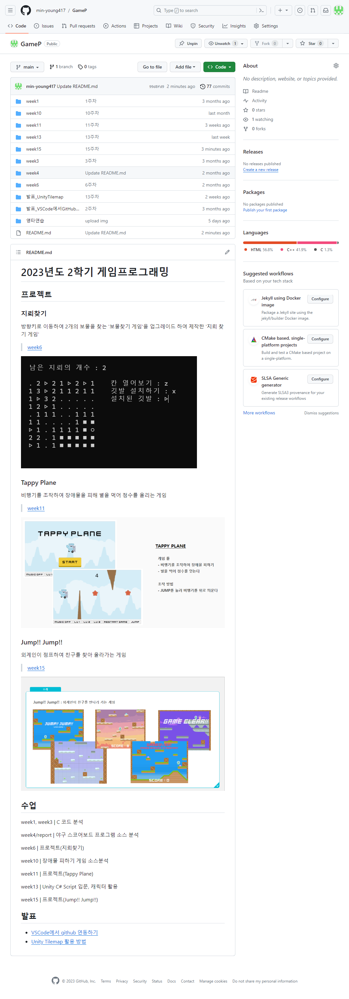 min-young417 / GameP
Type / to search
Code Issues Pull requests Actions Projects Wiki Security Insights Settings
GameP Public
Unpin Unwatch 1 Fork 0 Star 0
main 1 branch 0 tags
Go to file Add file Code
min-young417 Update README.md 99d8fd9 2 minutes ago 77 commits
week1 1주차 3 months ago
week10 10주차 last month
week11 11주차 3 weeks ago
week13 13주차 last week
week15 15주차 3 minutes ago
week3 3주차 3 months ago
week4 Update README.md 2 months ago
week6 6주차 2 months ago
발표_UnityTilemap 13주차 2 weeks ago
발표_VSCode에서GitHub... 2주차 3 months ago
영타연습 upload img 5 days ago
README.md Update README.md 2 minutes ago
README.md
2023년도 2학기 게임프로그래밍
프로젝트
지뢰찾기
방향키로 이동하여 2개의 보물을 찾는 '보물찾기 게임'을 업그레이드 하여 제작한 '지뢰 찾
기 게임'
week6
남은 지뢰의 개수 : 2
. 2 ▷ 2 1 ▷ 2 ▷ 1 칸 열어보기 : z
1 3 ▷ 2 1 1 2 1 1 깃발 설치하기 : x
1 ▷ 3 2 . . . . . 설치된 깃발 : ▷
1 2 ▷ 1 . . . . .
. 1 1 1 . . 1 1 1
1 1 . . . . 1 ■ ■
▷ 1 . 1 1 1 1 ■ ○
2 2 . 1 ■ ■ ■ ■ ■
▷ 1 . 1 ■ ■ ■ ■ ■
Tappy Plane
비행기를 조작하여 장애물을 피해 별을 먹어 점수를 올리는 게임
week11
TAPPY PLANE
START
MUSIC OFF LV 1
4
MUSIC OFF LV 1 LV 2 LV 3 RESTART GAME JUMP
TAPPY PLANE
게임 룰
- 비행기를 조작하여 장애물 피하기
- 별을 먹어 점수를 얻는다
조작 방법
- JUMP를 눌러 비행기를 위로 띄운다
Jump!! Jump!!
외계인이 점프하여 친구를 찾아 올라가는 게임
week15
소개
Jump!! Jump!! : 외계인이 친구를 만나러 가는 게임
JUMP!! JUMP!!
SCORE : 8
GAME CLEAR!!
GAMEOVER
SCORE : 0
수업
week1, week3 | C 코드 분석
week4/report | 야구 스코어보드 프로그램 소스 분석
week6 | 프로젝트(지뢰찾기)
week10 | 장애물 피하기 게임 소스분석
week11 | 프로젝트(Tappy Plane)
week13 | Unity C# Script 입문, 캐릭터 활용
week15 | 프로젝트(Jump!! Jump!!)
발표
VSCode에서 github 연동하기
Unity Tilemap 활용 방법
About
No description, website, or topics provided.
Readme
Activity
0 stars
1 watching
0 forks
Releases
No releases published
Create a new release
Packages
No packages published
Publish your first package
Languages
HTML 56.8% C++ 41.9% C 1.3%
Suggested workflows
Based on your tech stack
Jekyll using Docker
image
Configure
Package a Jekyll site using the
jekyll/builder Docker image.
CMake based, single-
platform projects
Configure
Build and test a CMake based project on
a single-platform.
SLSA Generic
generator
Configure
Generate SLSA3 provenance for your
existing release workflows
More workflows Dismiss suggestions
© 2023 GitHub, Inc. Terms Privacy Security Status Docs Contact Manage cookies Do not share my personal information